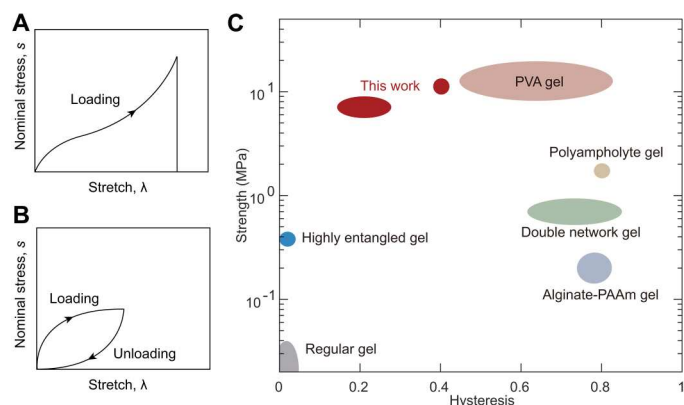 A
Nominal stress, s
Loading
Stretch, λ
B
Nominal stress, s
Loading
Unloading
Stretch, λ
C
Strength (MPa)
10¹
10⁰
10⁻¹
This work
PVA gel
Polyampholyte gel
Highly entangled gel
Double network gel
Alginate-PAAm gel
Regular gel
0 0.2 0.4 0.6 0.8 1
Hysteresis